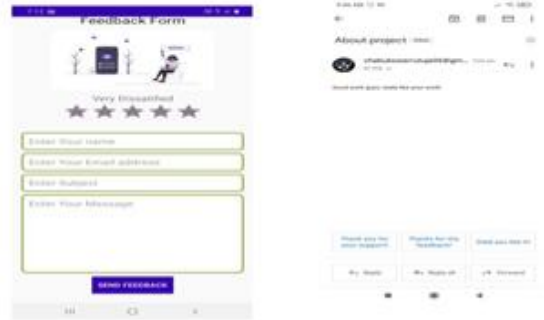 Feedback Form
Very Dissatisfied
Enter Your name
Enter Your Email address
Enter Subject
Enter Your Message
SEND FEEDBACK
About project
Good work guys, really like your work
Thank you for
your support!
Thanks for the
feedback!
Glad you like it!
Reply
Reply all
Forward